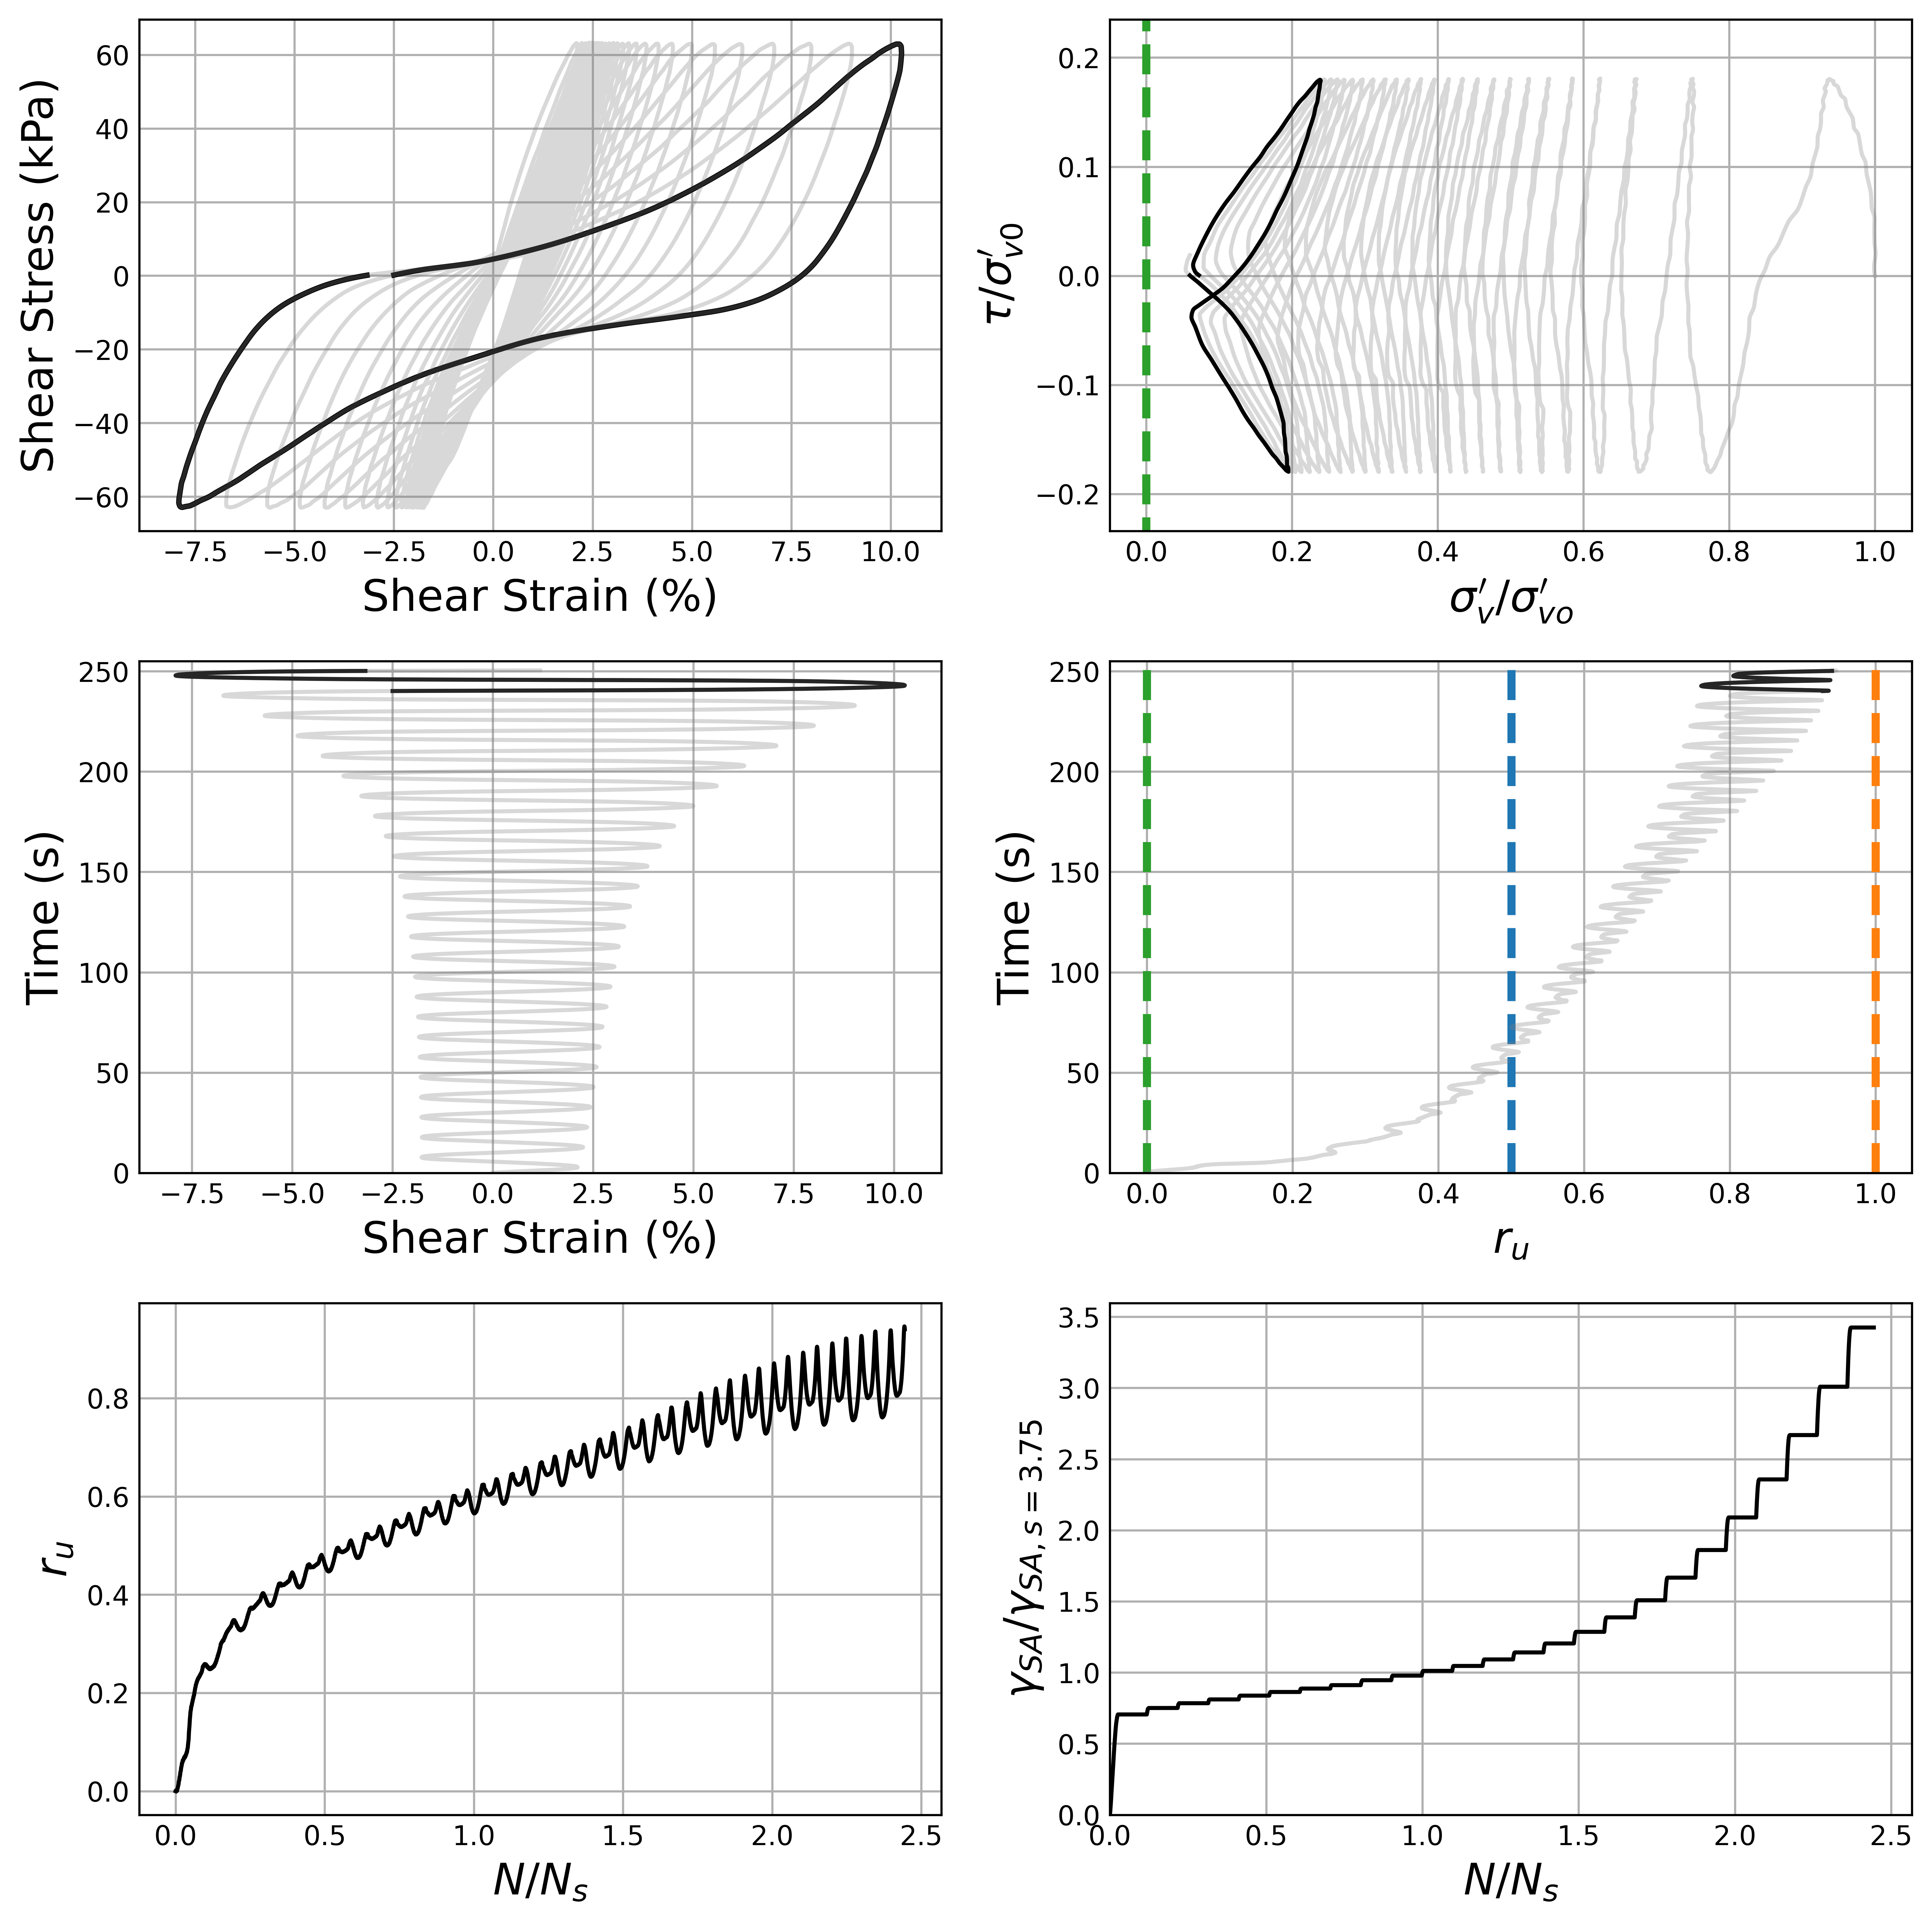 60
40
20
0
−20
−40
−60
Shear Stress (kPa)
−7.5 −5.0 −2.5 0.0 2.5 5.0 7.5 10.0
Shear Strain (%)
0.2
0.1
0.0
−0.1
−0.2
τ/σ′v0
0.0 0.2 0.4 0.6 0.8 1.0
σ′v/σ′vo
250
200
150
100
50
0
Time (s)
−7.5 −5.0 −2.5 0.0 2.5 5.0 7.5 10.0
Shear Strain (%)
250
200
150
100
50
0
Time (s)
0.0 0.2 0.4 0.6 0.8 1.0
ru
0.8
0.6
0.4
0.2
0.0
ru
0.0 0.5 1.0 1.5 2.0 2.5
N/Ns
3.5
3.0
2.5
2.0
1.5
1.0
0.5
0.0
γSA/γSA, s = 3.75
0.0 0.5 1.0 1.5 2.0 2.5
N/Ns